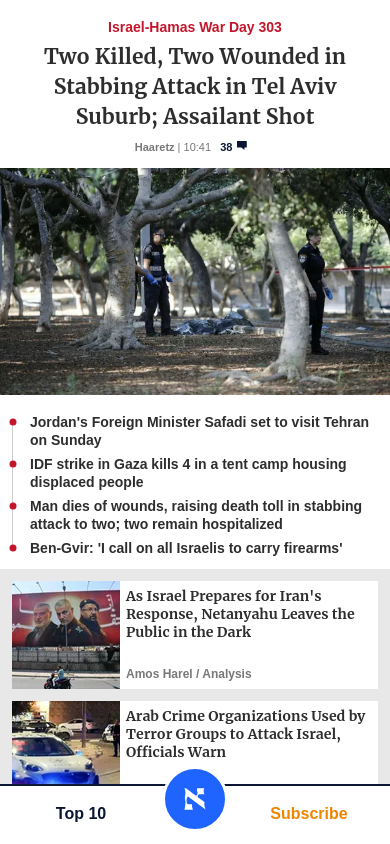 Israel-Hamas War Day 303
Two Killed, Two Wounded in
Stabbing Attack in Tel Aviv
Suburb; Assailant Shot
Haaretz | 10:41 38
Jordan's Foreign Minister Safadi set to visit Tehran
on Sunday
IDF strike in Gaza kills 4 in a tent camp housing
displaced people
Man dies of wounds, raising death toll in stabbing
attack to two; two remain hospitalized
Ben-Gvir: 'I call on all Israelis to carry firearms'
As Israel Prepares for Iran's
Response, Netanyahu Leaves the
Public in the Dark
Amos Harel / Analysis
Arab Crime Organizations Used by
Terror Groups to Attack Israel,
Officials Warn
Top 10
א
Subscribe